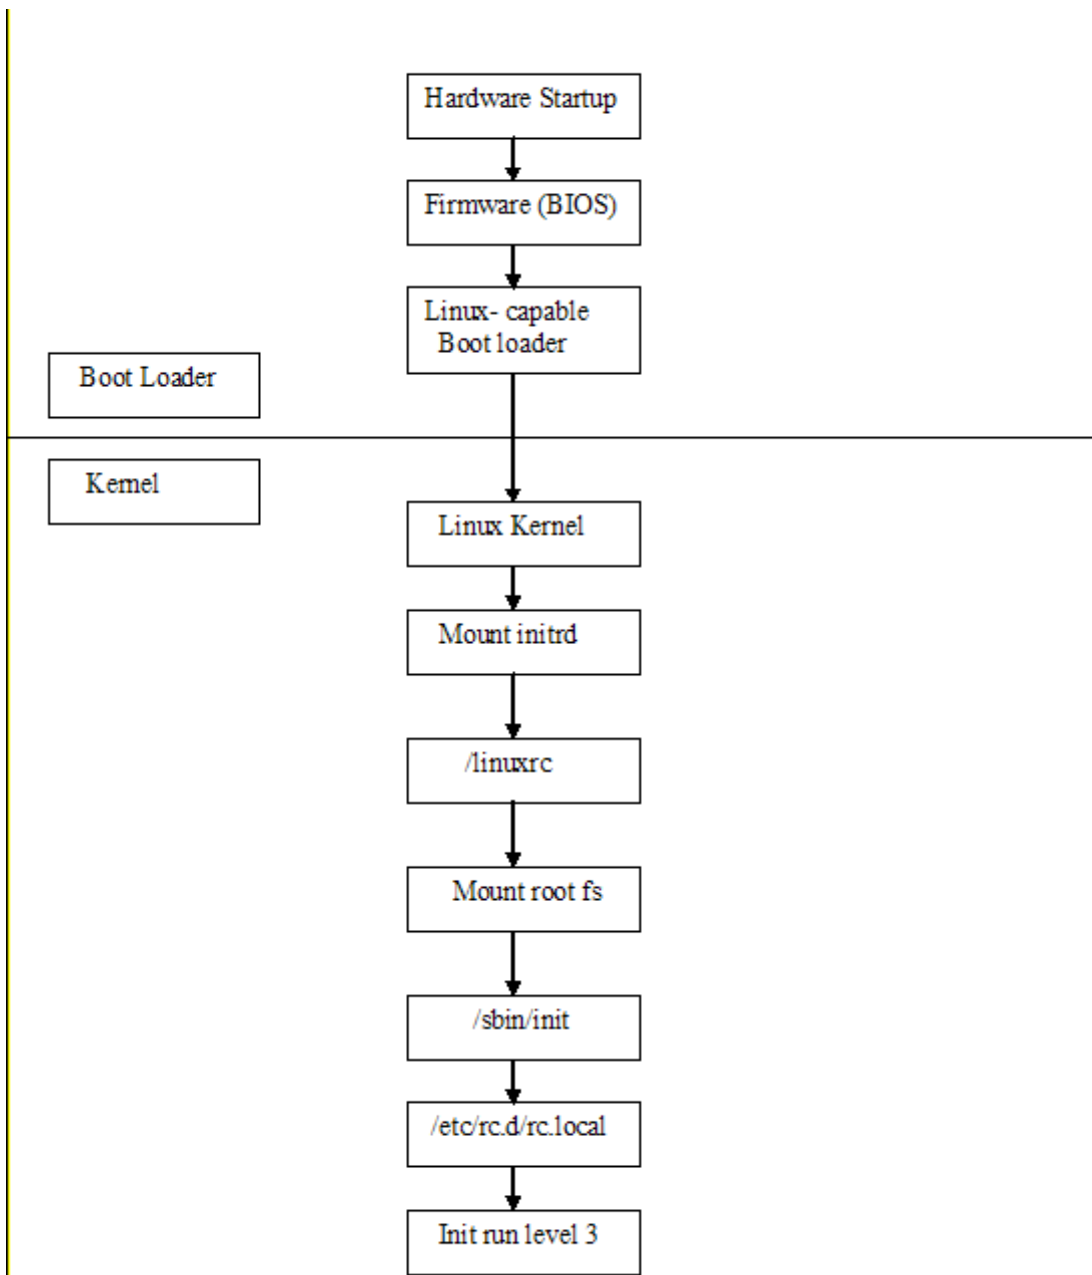 Hardware Startup
Firmware (BIOS)
Linux- capable
Boot loader
Boot Loader
Kernel
Linux Kernel
Mount initrd
/linuxrc
Mount root fs
/sbin/init
/etc/rc.d/rc.local
Init run level 3